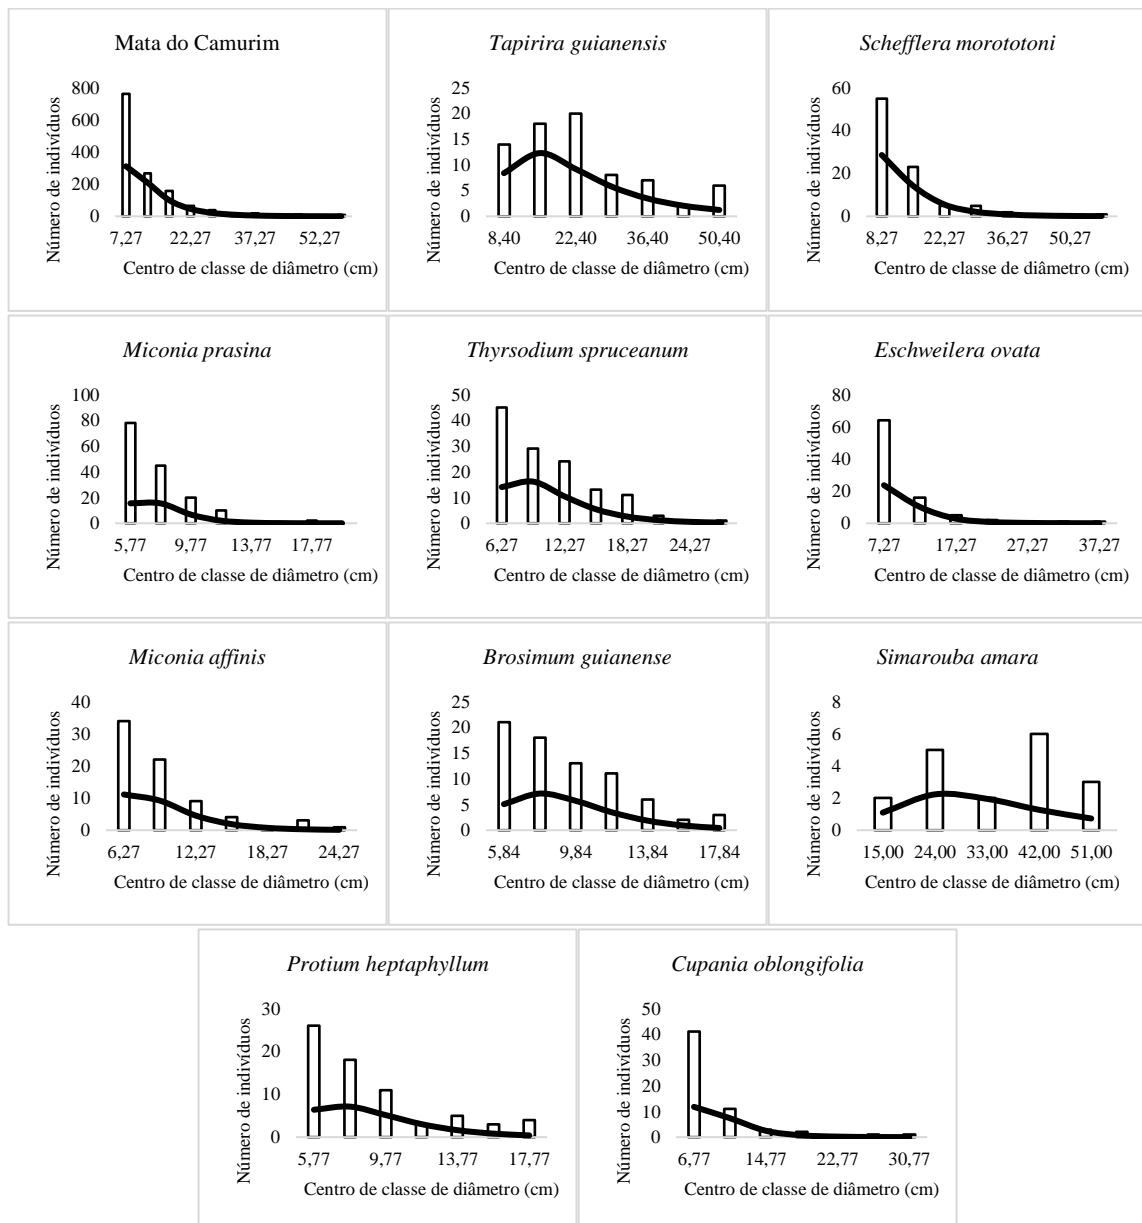 Mata do Camurim
Número de indivíduos
800
600
400
200
0
7,27 22,27 37,27 52,27
Centro de classe de diâmetro (cm)
Tapirira guianensis
Número de indivíduos
25
20
15
10
5
0
8,40 22,40 36,40 50,40
Centro de classe de diâmetro (cm)
Schefflera morototoni
Número de indivíduos
60
40
20
0
8,27 22,27 36,27 50,27
Centro de classe de diâmetro (cm)
Miconia prasina
Número de indivíduos
100
80
60
40
20
0
5,77 9,77 13,77 17,77
Centro de classe de diâmetro (cm)
Thyrsodium spruceanum
Número de indivíduos
50
40
30
20
10
0
6,27 12,27 18,27 24,27
Centro de classe de diâmetro (cm)
Eschweilera ovata
Número de indivíduos
80
60
40
20
0
7,27 17,27 27,27 37,27
Centro de classe de diâmetro (cm)
Miconia affinis
Número de indivíduos
40
30
20
10
0
6,27 12,27 18,27 24,27
Centro de classe de diâmetro (cm)
Brosimum guianense
Número de indivíduos
25
20
15
10
5
0
5,84 9,84 13,84 17,84
Centro de classe de diâmetro (cm)
Simarouba amara
Número de indivíduos
8
6
4
2
0
15,00 24,00 33,00 42,00 51,00
Centro de classe de diâmetro (cm)
Protium heptaphyllum
Número de indivíduos
30
20
10
0
5,77 9,77 13,77 17,77
Centro de classe de diâmetro (cm)
Cupania oblongifolia
Número de indivíduos
50
40
30
20
10
0
6,77 14,77 22,77 30,77
Centro de classe de diâmetro (cm)